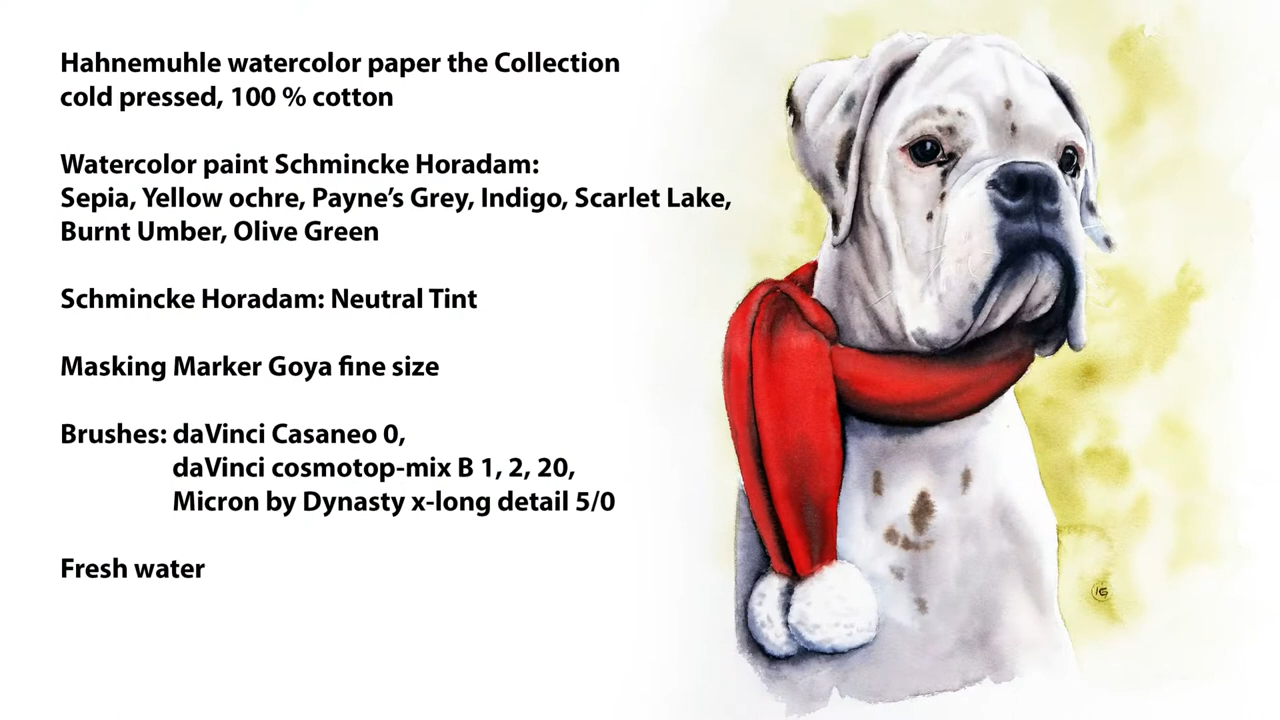 Hahnemuhle watercolor paper the Collection
cold pressed, 100 % cotton
Watercolor paint Schmincke Horadam:
Sepia, Yellow ochre, Payne’s Grey, Indigo, Scarlet Lake,
Burnt Umber, Olive Green
Schmincke Horadam: Neutral Tint
Masking Marker Goya fine size
Brushes: daVinci Casaneo 0,
daVinci cosmotop-mix B 1, 2, 20,
Micron by Dynasty x-long detail 5/0
Fresh water